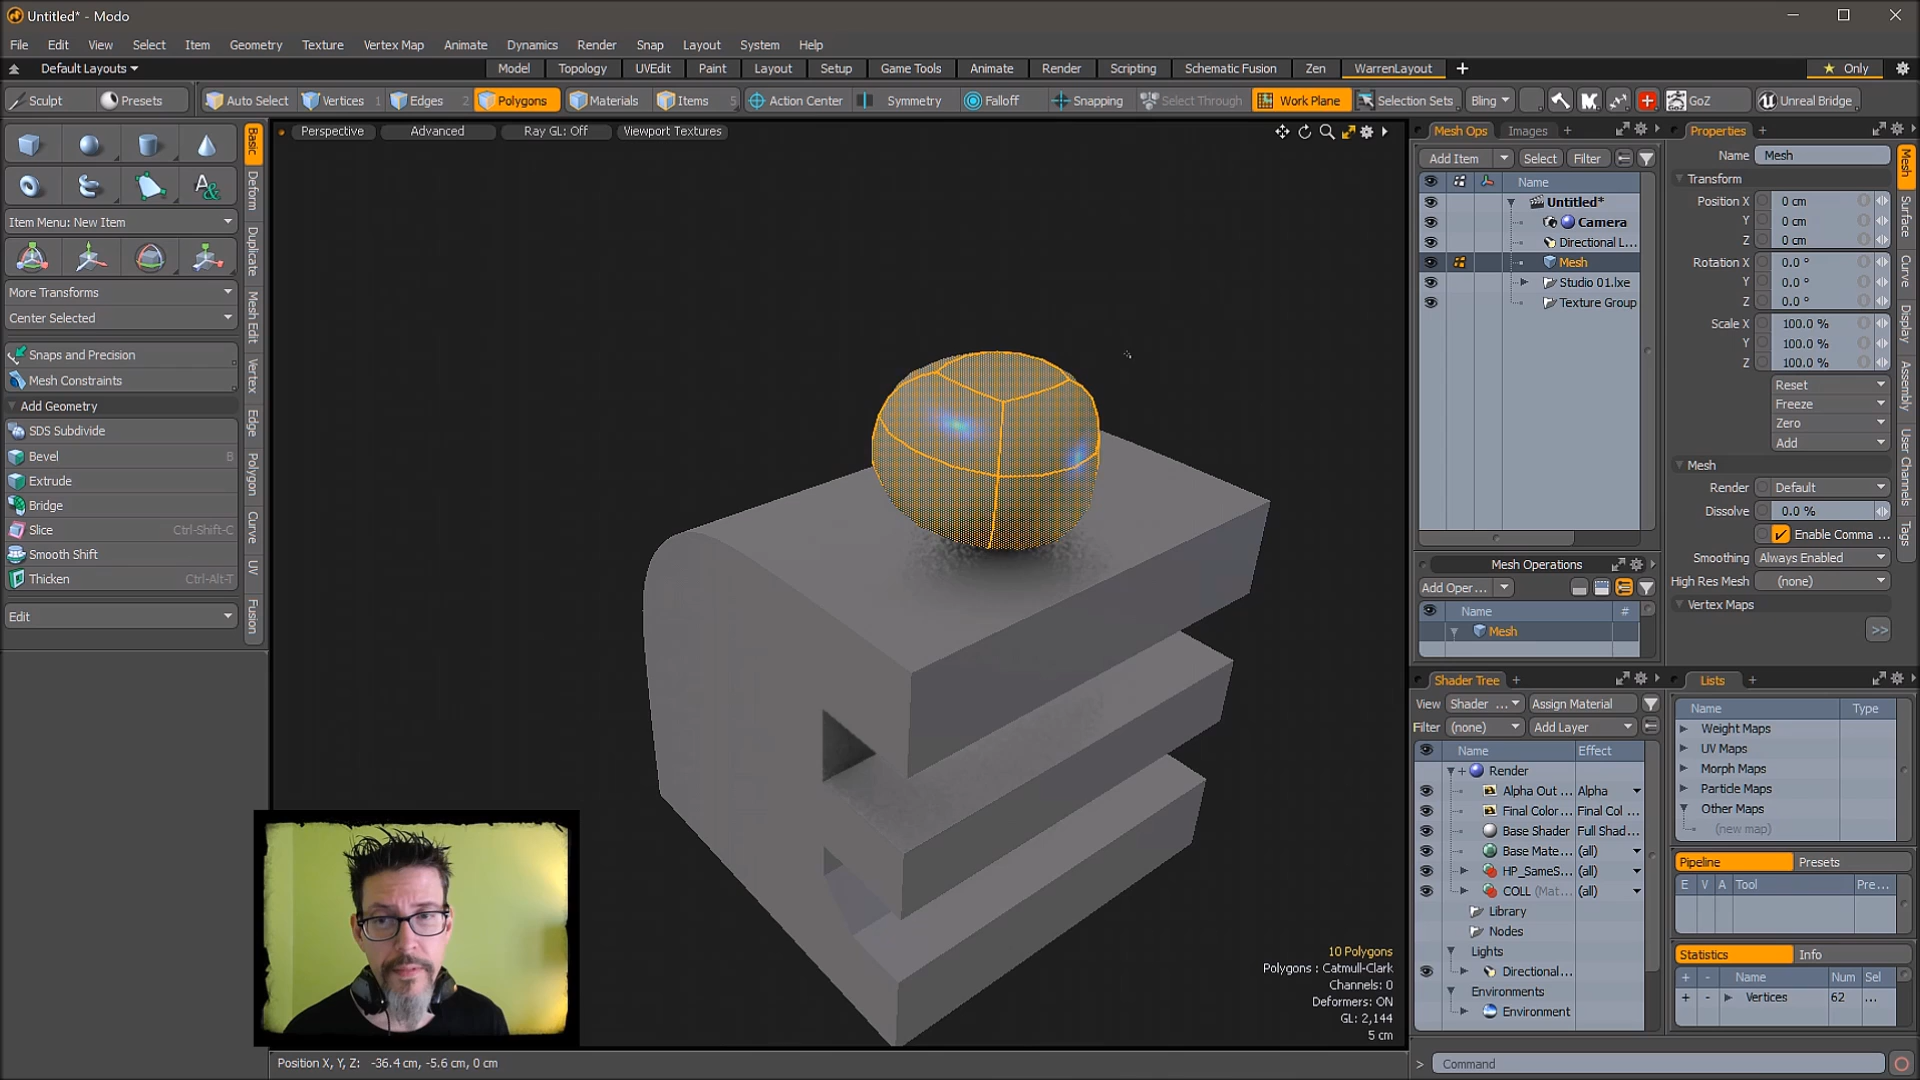 Untitled* - Modo
File Edit View Select Item Geometry Texture Vertex Map Animate Dynamics Render Snap Layout System Help
Default Layouts Model Topology UVEdit Paint Layout Setup Game Tools Animate Render Scripting Schematic Fusion Zen WarrenLayout + Only
Sculpt Presets Auto Select Vertices 1 Edges 2 Polygons Materials Items 5 Action Center Symmetry Falloff Snapping Select Through Work Plane Selection Sets Bling GoZ Unreal Bridge
Perspective Advanced Ray GL: Off Viewport Textures
Item Menu: New Item
More Transforms
Center Selected
Snaps and Precision
Mesh Constraints
Add Geometry
SDS Subdivide
Bevel B
Extrude
Bridge
Slice Ctrl-Shift-C
Smooth Shift
Thicken Ctrl-Alt-T
Edit
Basic
Deform
Duplicate
Mesh Edit
Vertex
Edge
Polygon
Curve
UV
Fusion
10 Polygons
Polygons : Catmull-Clark
Channels: 0
Deformers: ON
GL: 2,144
5 cm
Position X, Y, Z: -36.4 cm, -5.6 cm, 0 cm
Mesh Ops Images +
Add Item Select Filter
Name
Untitled*
Camera
Directional L...
Mesh
Studio 01.lxe
Texture Group
Mesh Operations
Add Oper...
Name #
Mesh
Shader Tree +
View Shader ... Assign Material
Filter (none) Add Layer
Name Effect
Render
Alpha Out ... Alpha
Final Color ... Final Col ...
Base Shader Full Shad...
Base Mate... (all)
HP_SameS... (all)
COLL (Mat... (all)
Library
Nodes
Lights
Directional...
Environments
Environment
Properties +
Name Mesh
Transform
Position X 0 cm
Y 0 cm
Z 0 cm
Rotation X 0.0 °
Y 0.0 °
Z 0.0 °
Scale X 100.0 %
Y 100.0 %
Z 100.0 %
Reset
Freeze
Zero
Add
Mesh
Render Default
Dissolve 0.0 %
Enable Comma ...
Smoothing Always Enabled
High Res Mesh (none)
Vertex Maps
>>
Mesh
Surface
Curve
Display
Assembly
User Channels
Tags
Lists +
Name Type
Weight Maps
UV Maps
Morph Maps
Particle Maps
Other Maps
(new map)
Pipeline Presets
E V A Tool Pre...
Statistics Info
+ - Name Num Sel
+ - Vertices 62 ...
> Command